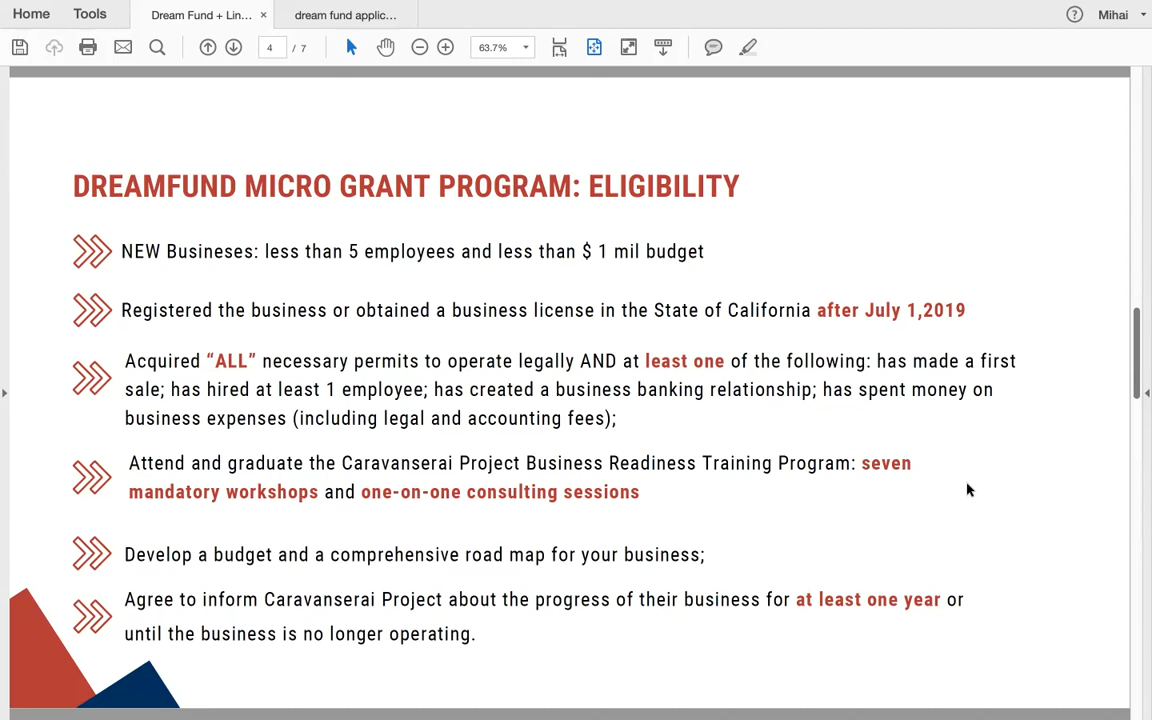 Home Tools Dream Fund + Lin... × dream fund applic... ? Mihai
4 / 7 63.7%
DREAMFUND MICRO GRANT PROGRAM: ELIGIBILITY
NEW Busineses: less than 5 employees and less than $ 1 mil budget
Registered the business or obtained a business license in the State of California after July 1,2019
Acquired “ALL” necessary permits to operate legally AND at least one of the following: has made a first
sale; has hired at least 1 employee; has created a business banking relationship; has spent money on
business expenses (including legal and accounting fees);
Attend and graduate the Caravanserai Project Business Readiness Training Program: seven
mandatory workshops and one-on-one consulting sessions
Develop a budget and a comprehensive road map for your business;
Agree to inform Caravanserai Project about the progress of their business for at least one year or
until the business is no longer operating.